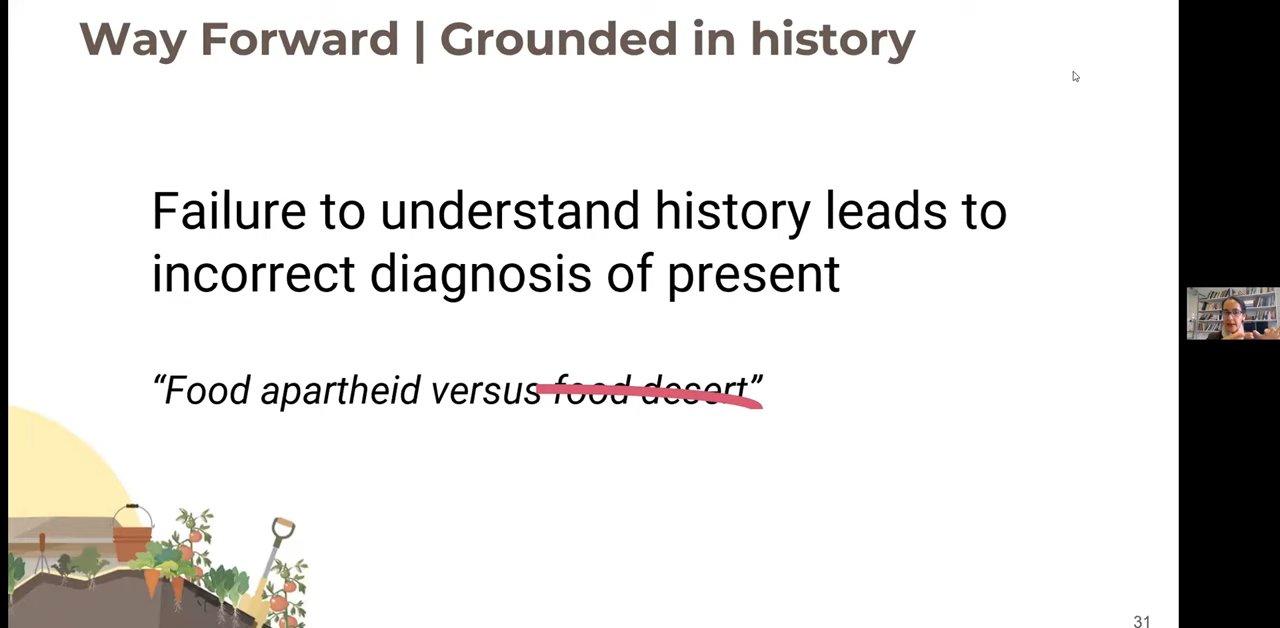 Way Forward | Grounded in history
Failure to understand history leads to
incorrect diagnosis of present
“Food apartheid versus food desert”
31